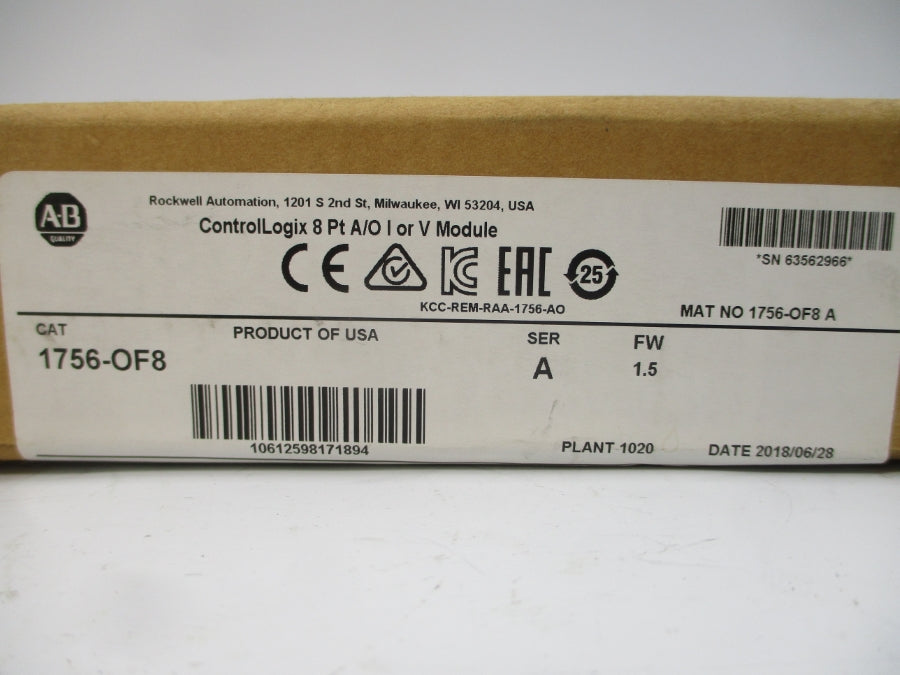 A-B
QUALITY
Rockwell Automation, 1201 S 2nd St, Milwaukee, WI 53204, USA
ControlLogix 8 Pt A/O I or V Module
CE KC EAC 25
KCC-REM-RAA-1756-AO
*SN 63562966*
MAT NO 1756-OF8 A
CAT
1756-OF8
PRODUCT OF USA
SER
A
FW
1.5
10612598171894
PLANT 1020
DATE 2018/06/28